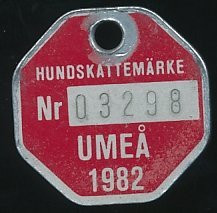 HUNDSKATTEMÄRKE
Nr 03298
UMEÅ
1982